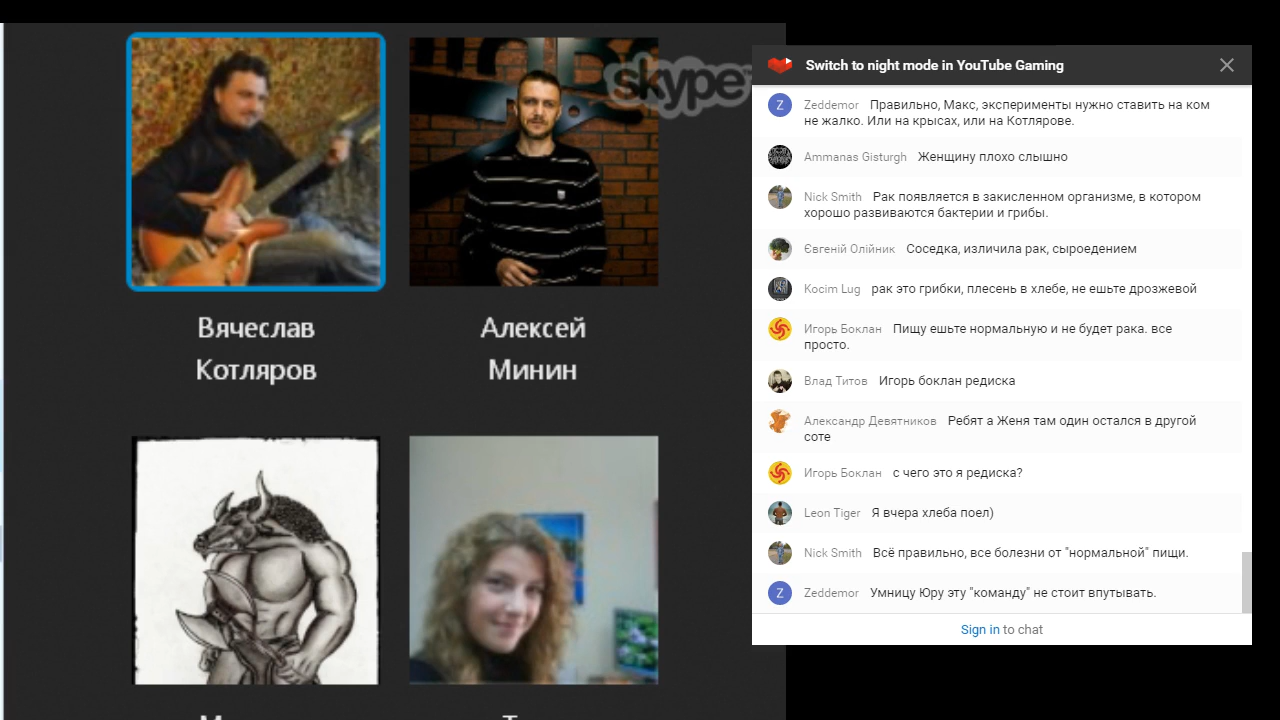 skype
Вячеслав
Котляров
Алексей
Минин
Switch to night mode in YouTube Gaming
Z
Zeddemor Правильно, Макс, эксперименты нужно ставить на ком
не жалко. Или на крысах, или на Котлярове.
Ammanas Gisturgh Женщину плохо слышно
Nick Smith Рак появляется в закисленном организме, в котором
хорошо развиваются бактерии и грибы.
Євгеній Олійник Соседка, изличила рак, сыроедением
Kocim Lug рак это грибки, плесень в хлебе, не ешьте дрозжевой
Игорь Боклан Пищу ешьте нормальную и не будет рака. все
просто.
Влад Титов Игорь боклан редиска
Александр Девятников Ребят а Женя там один остался в другой
соте
Игорь Боклан с чего это я редиска?
Leon Tiger Я вчера хлеба поел)
Nick Smith Всё правильно, все болезни от "нормальной" пищи.
Z
Zeddemor Умницу Юру эту "команду" не стоит впутывать.
Sign in to chat